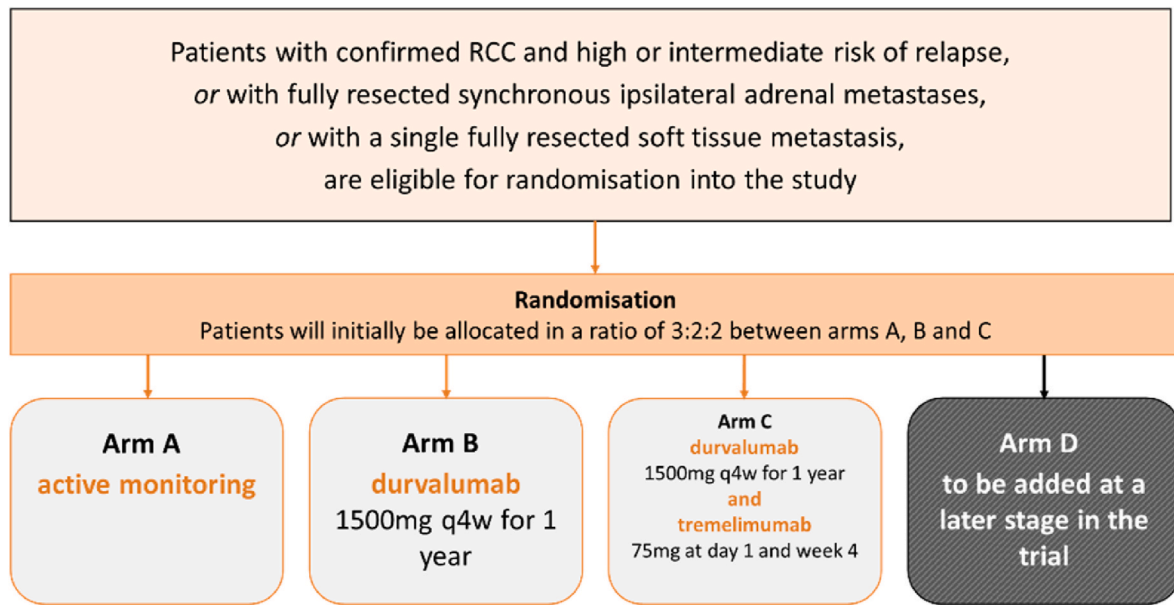 Patients with confirmed RCC and high or intermediate risk of relapse,
or with fully resected synchronous ipsilateral adrenal metastases,
or with a single fully resected soft tissue metastasis,
are eligible for randomisation into the study
Randomisation
Patients will initially be allocated in a ratio of 3:2:2 between arms A, B and C
Arm A
active monitoring
Arm B
durvalumab
1500mg q4w for 1
year
Arm C
durvalumab
1500mg q4w for 1 year
and
tremelimumab
75mg at day 1 and week 4
Arm D
to be added at a
later stage in the
trial